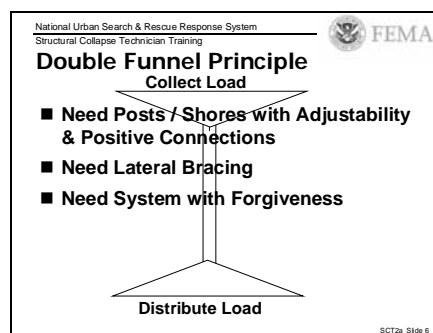 National Urban Search & Rescue Response System
Structural Collapse Technician Training
FEMA
Double Funnel Principle
Collect Load
■ Need Posts / Shores with Adjustability
& Positive Connections
■ Need Lateral Bracing
■ Need System with Forgiveness
Distribute Load
SCT2a Slide 6